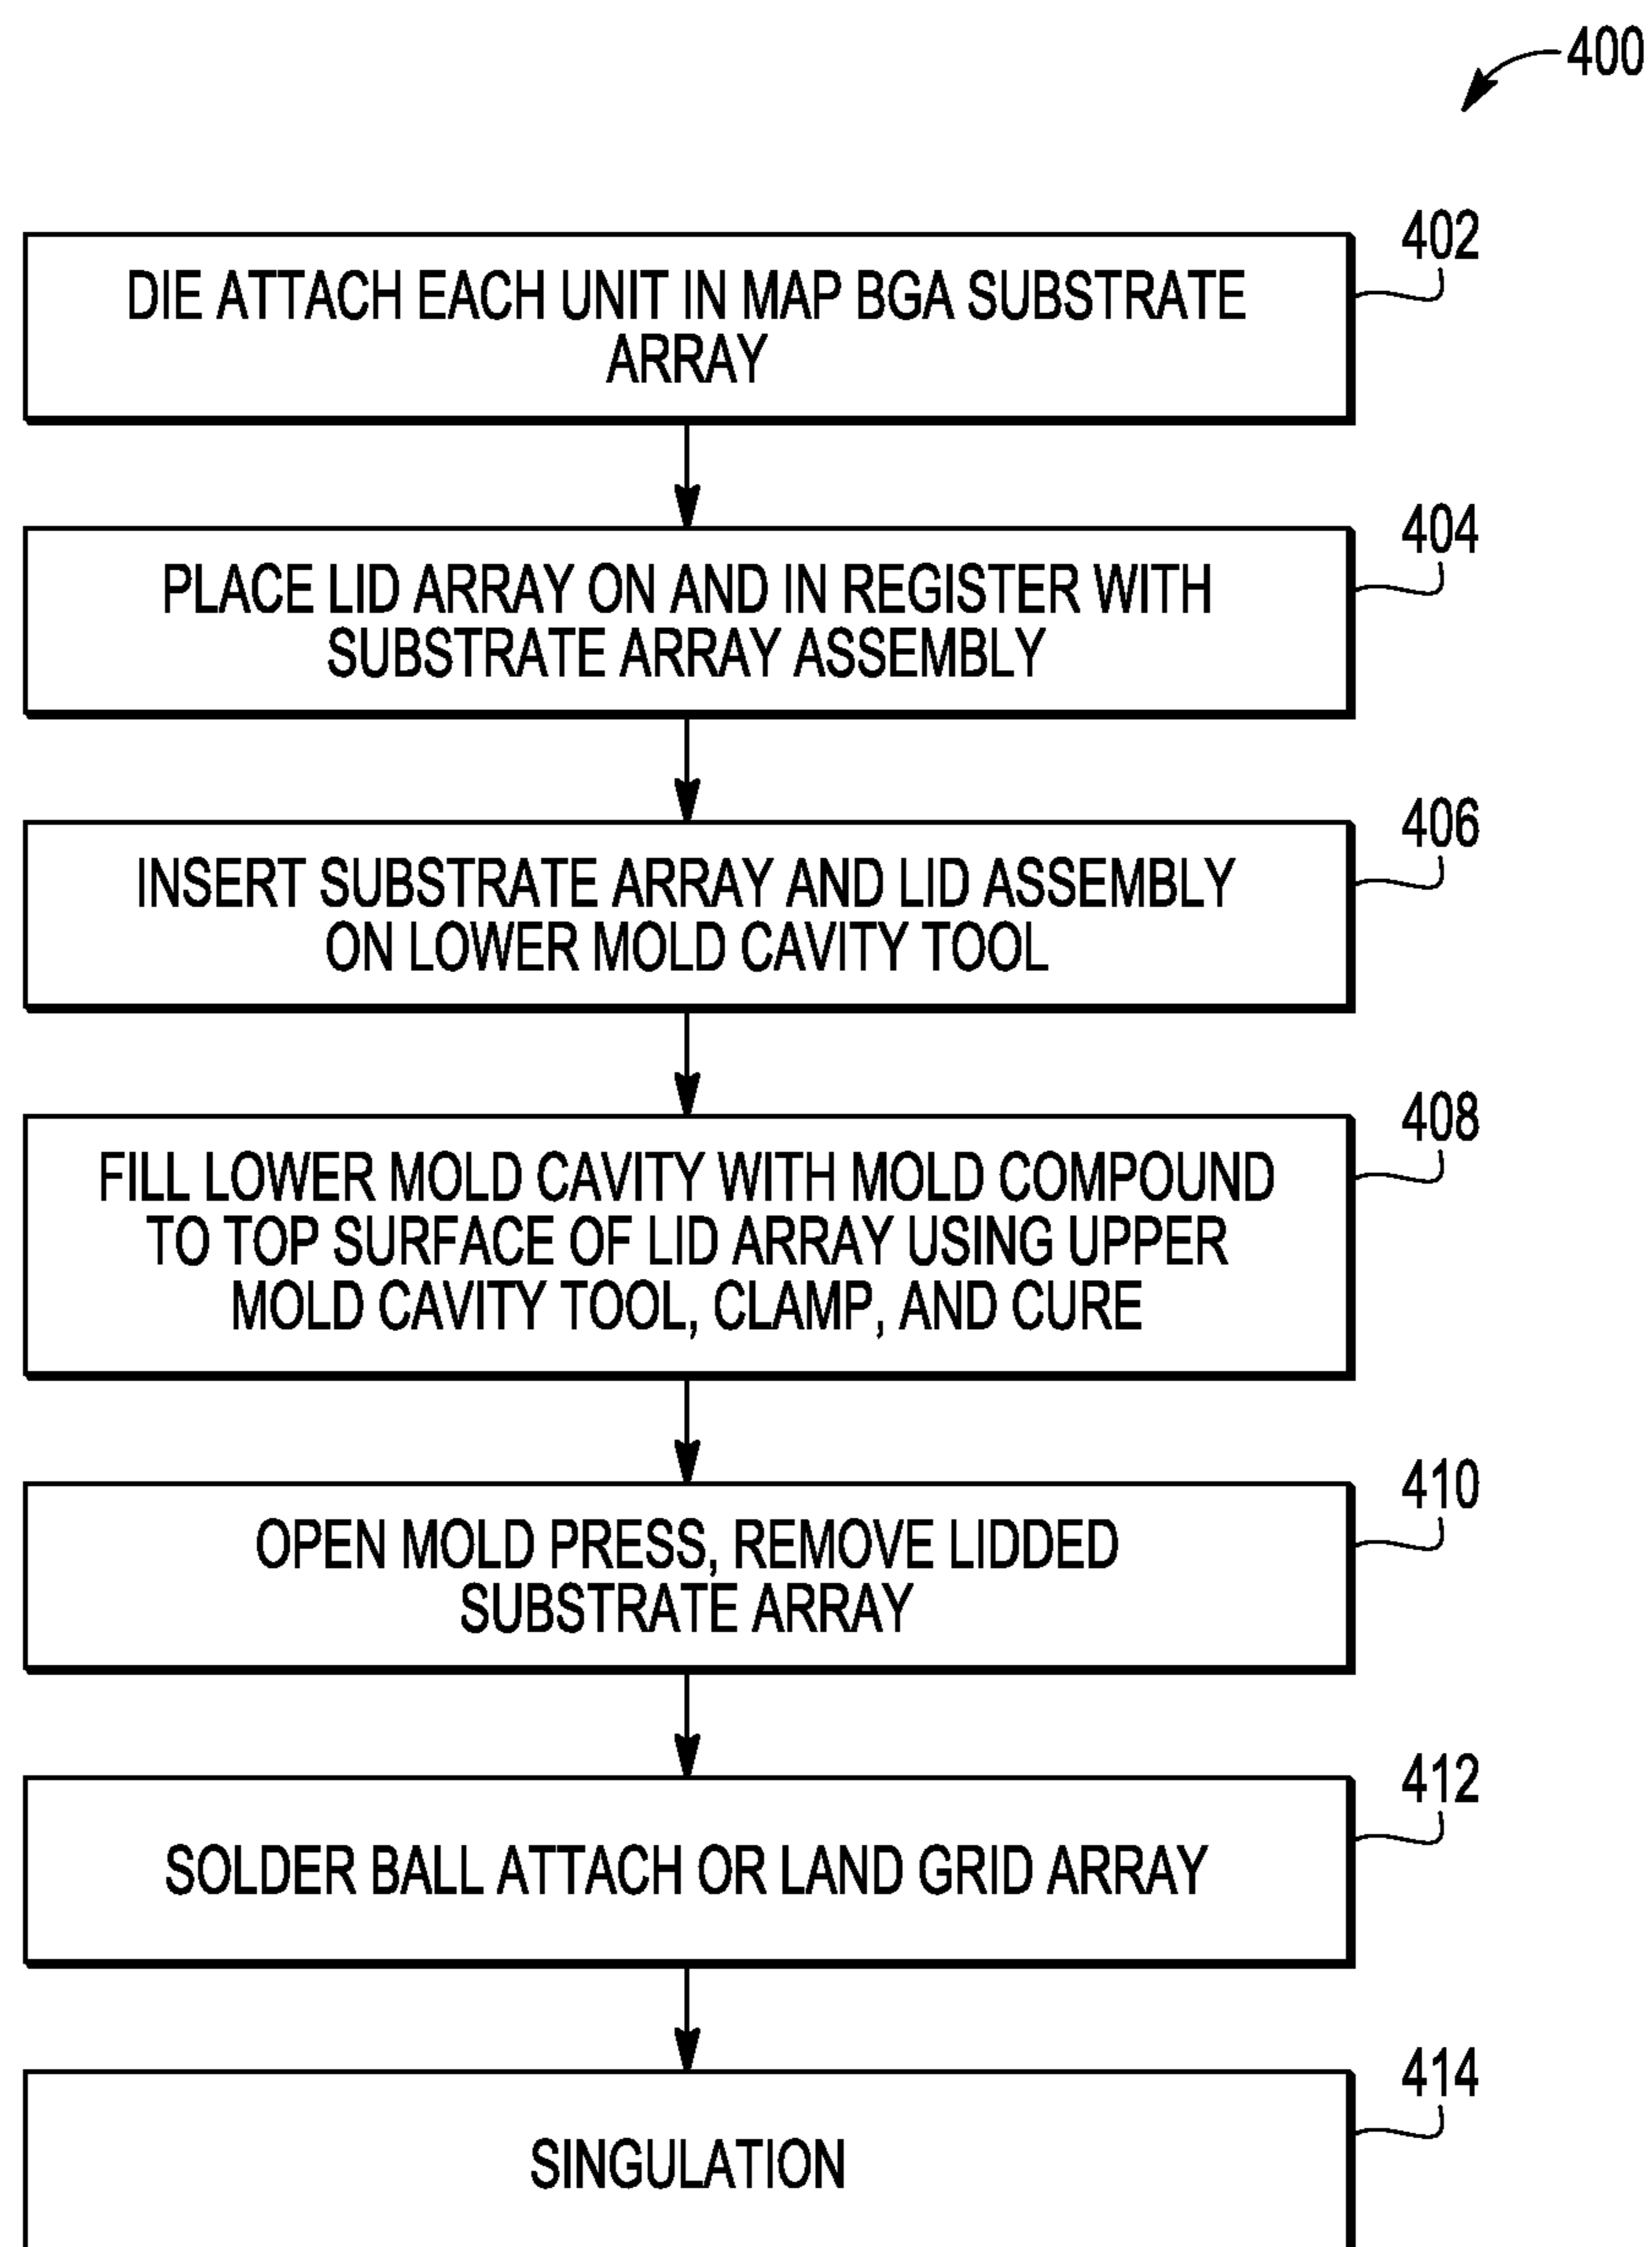 400
402
DIE ATTACH EACH UNIT IN MAP BGA SUBSTRATE
ARRAY
404
PLACE LID ARRAY ON AND IN REGISTER WITH
SUBSTRATE ARRAY ASSEMBLY
406
INSERT SUBSTRATE ARRAY AND LID ASSEMBLY
ON LOWER MOLD CAVITY TOOL
408
FILL LOWER MOLD CAVITY WITH MOLD COMPOUND
TO TOP SURFACE OF LID ARRAY USING UPPER
MOLD CAVITY TOOL, CLAMP, AND CURE
410
OPEN MOLD PRESS, REMOVE LIDDED
SUBSTRATE ARRAY
412
SOLDER BALL ATTACH OR LAND GRID ARRAY
414
SINGULATION